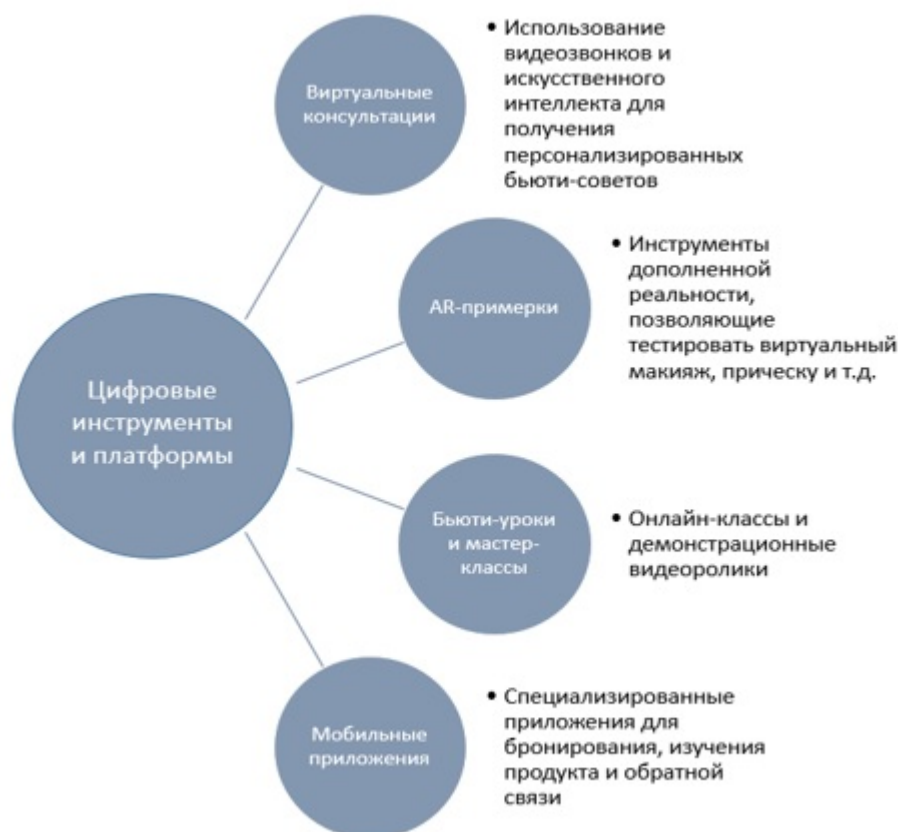 Цифровые
инструменты
и платформы
Виртуальные
консультации
• Использование
видеозвонков и
искусственного
интеллекта для
получения
персонализированных
бьюти-советов
AR-примерки
• Инструменты
дополненной
реальности,
позволяющие
тестировать виртуальный
макияж, прическу и т.д.
Бьюти-уроки
и мастер-
классы
• Онлайн-классы и
демонстрационные
видеоролики
Мобильные
приложения
• Специализированные
приложения для
бронирования, изучения
продукта и обратной
связи